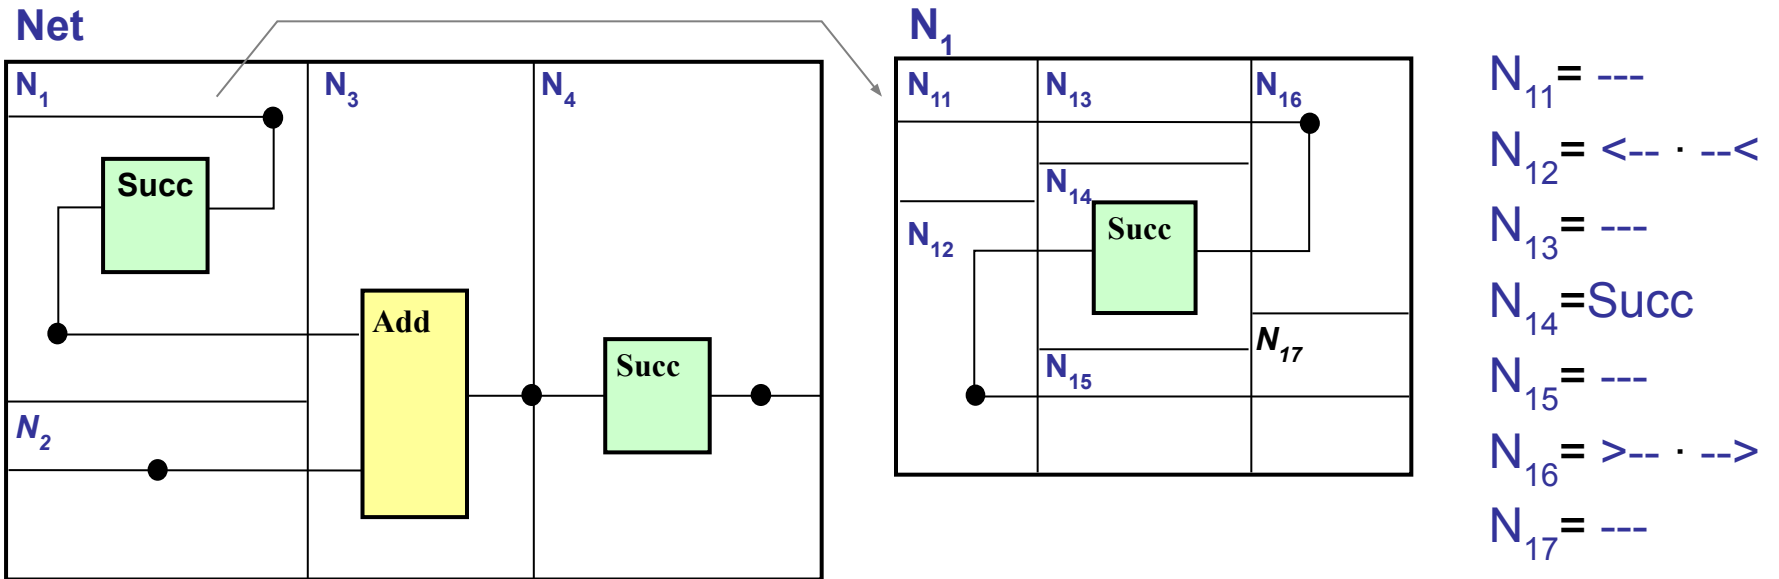 Net
N1
N3
N4
Succ
Add
Succ
N2
N1
N11
N13
N16
N14
Succ
N12
N17
N15
N11= ---
N12= <-- · --<
N13= ---
N14=Succ
N15= ---
N16= >-- · -->
N17= ---